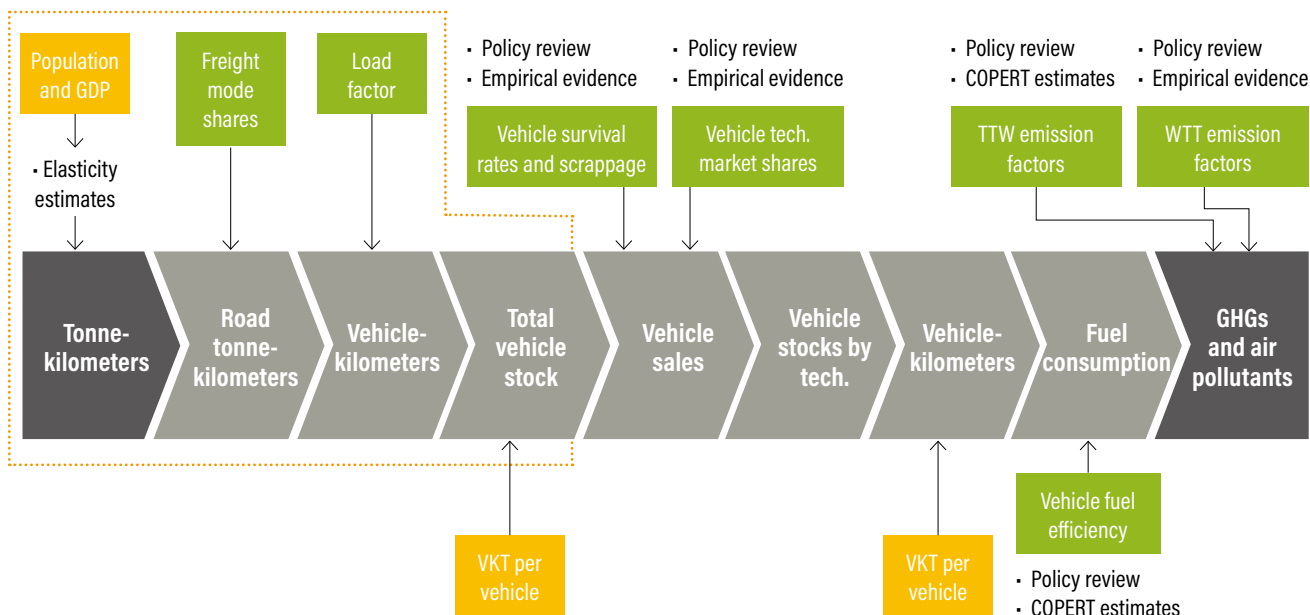 Population
and GDP
▪ Elasticity
estimates
Freight
mode
shares
Load
factor
▪ Policy review
▪ Empirical evidence
Vehicle survival
rates and scrappage
▪ Policy review
▪ Empirical evidence
Vehicle tech.
market shares
▪ Policy review
▪ COPERT estimates
TTW emission
factors
▪ Policy review
▪ Empirical evidence
WTT emission
factors
Tonne-
kilometers
Road
tonne-
kilometers
Vehicle-
kilometers
Total
vehicle
stock
Vehicle
sales
Vehicle
stocks by
tech.
Vehicle-
kilometers
Fuel
consumption
GHGs
and air
pollutants
VKT per
vehicle
VKT per
vehicle
Vehicle fuel
efficiency
▪ Policy review
▪ COPERT estimates